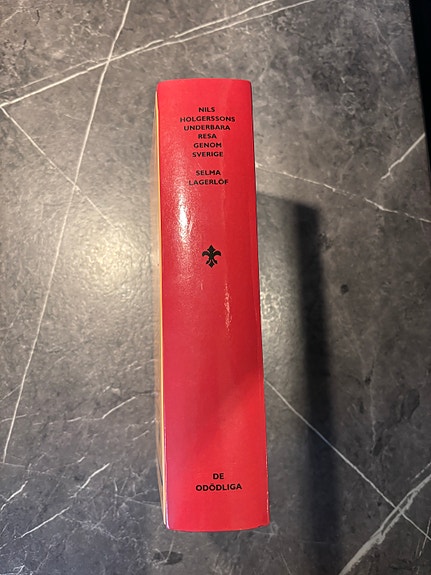 NILS
HOLGERSSONS
UNDERBARA
RESA
GENOM
SVERIGE
SELMA
LAGERLÖF
DE
ODÖDLIGA